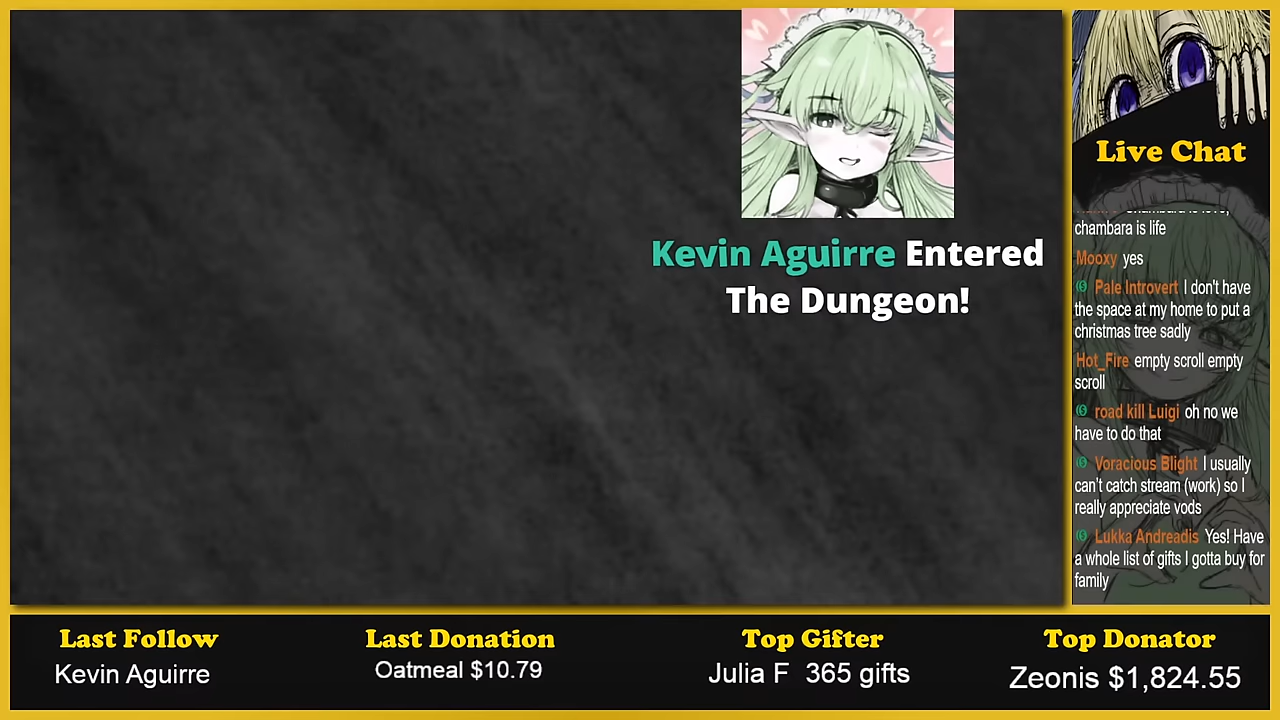 Kevin Aguirre Entered
The Dungeon!
Live Chat
chambara is life
Mooxy yes
Pale Introvert I don't have
the space at my home to put a
christmas tree sadly
Hot_Fire empty scroll empty
scroll
road kill Luigi oh no we
have to do that
Voracious Blight I usually
can't catch stream (work) so I
really appreciate vods
Lukka Andreadis Yes! Have
a whole list of gifts I gotta buy for
family
Last Follow
Kevin Aguirre
Last Donation
Oatmeal $10.79
Top Gifter
Julia F 365 gifts
Top Donator
Zeonis $1,824.55